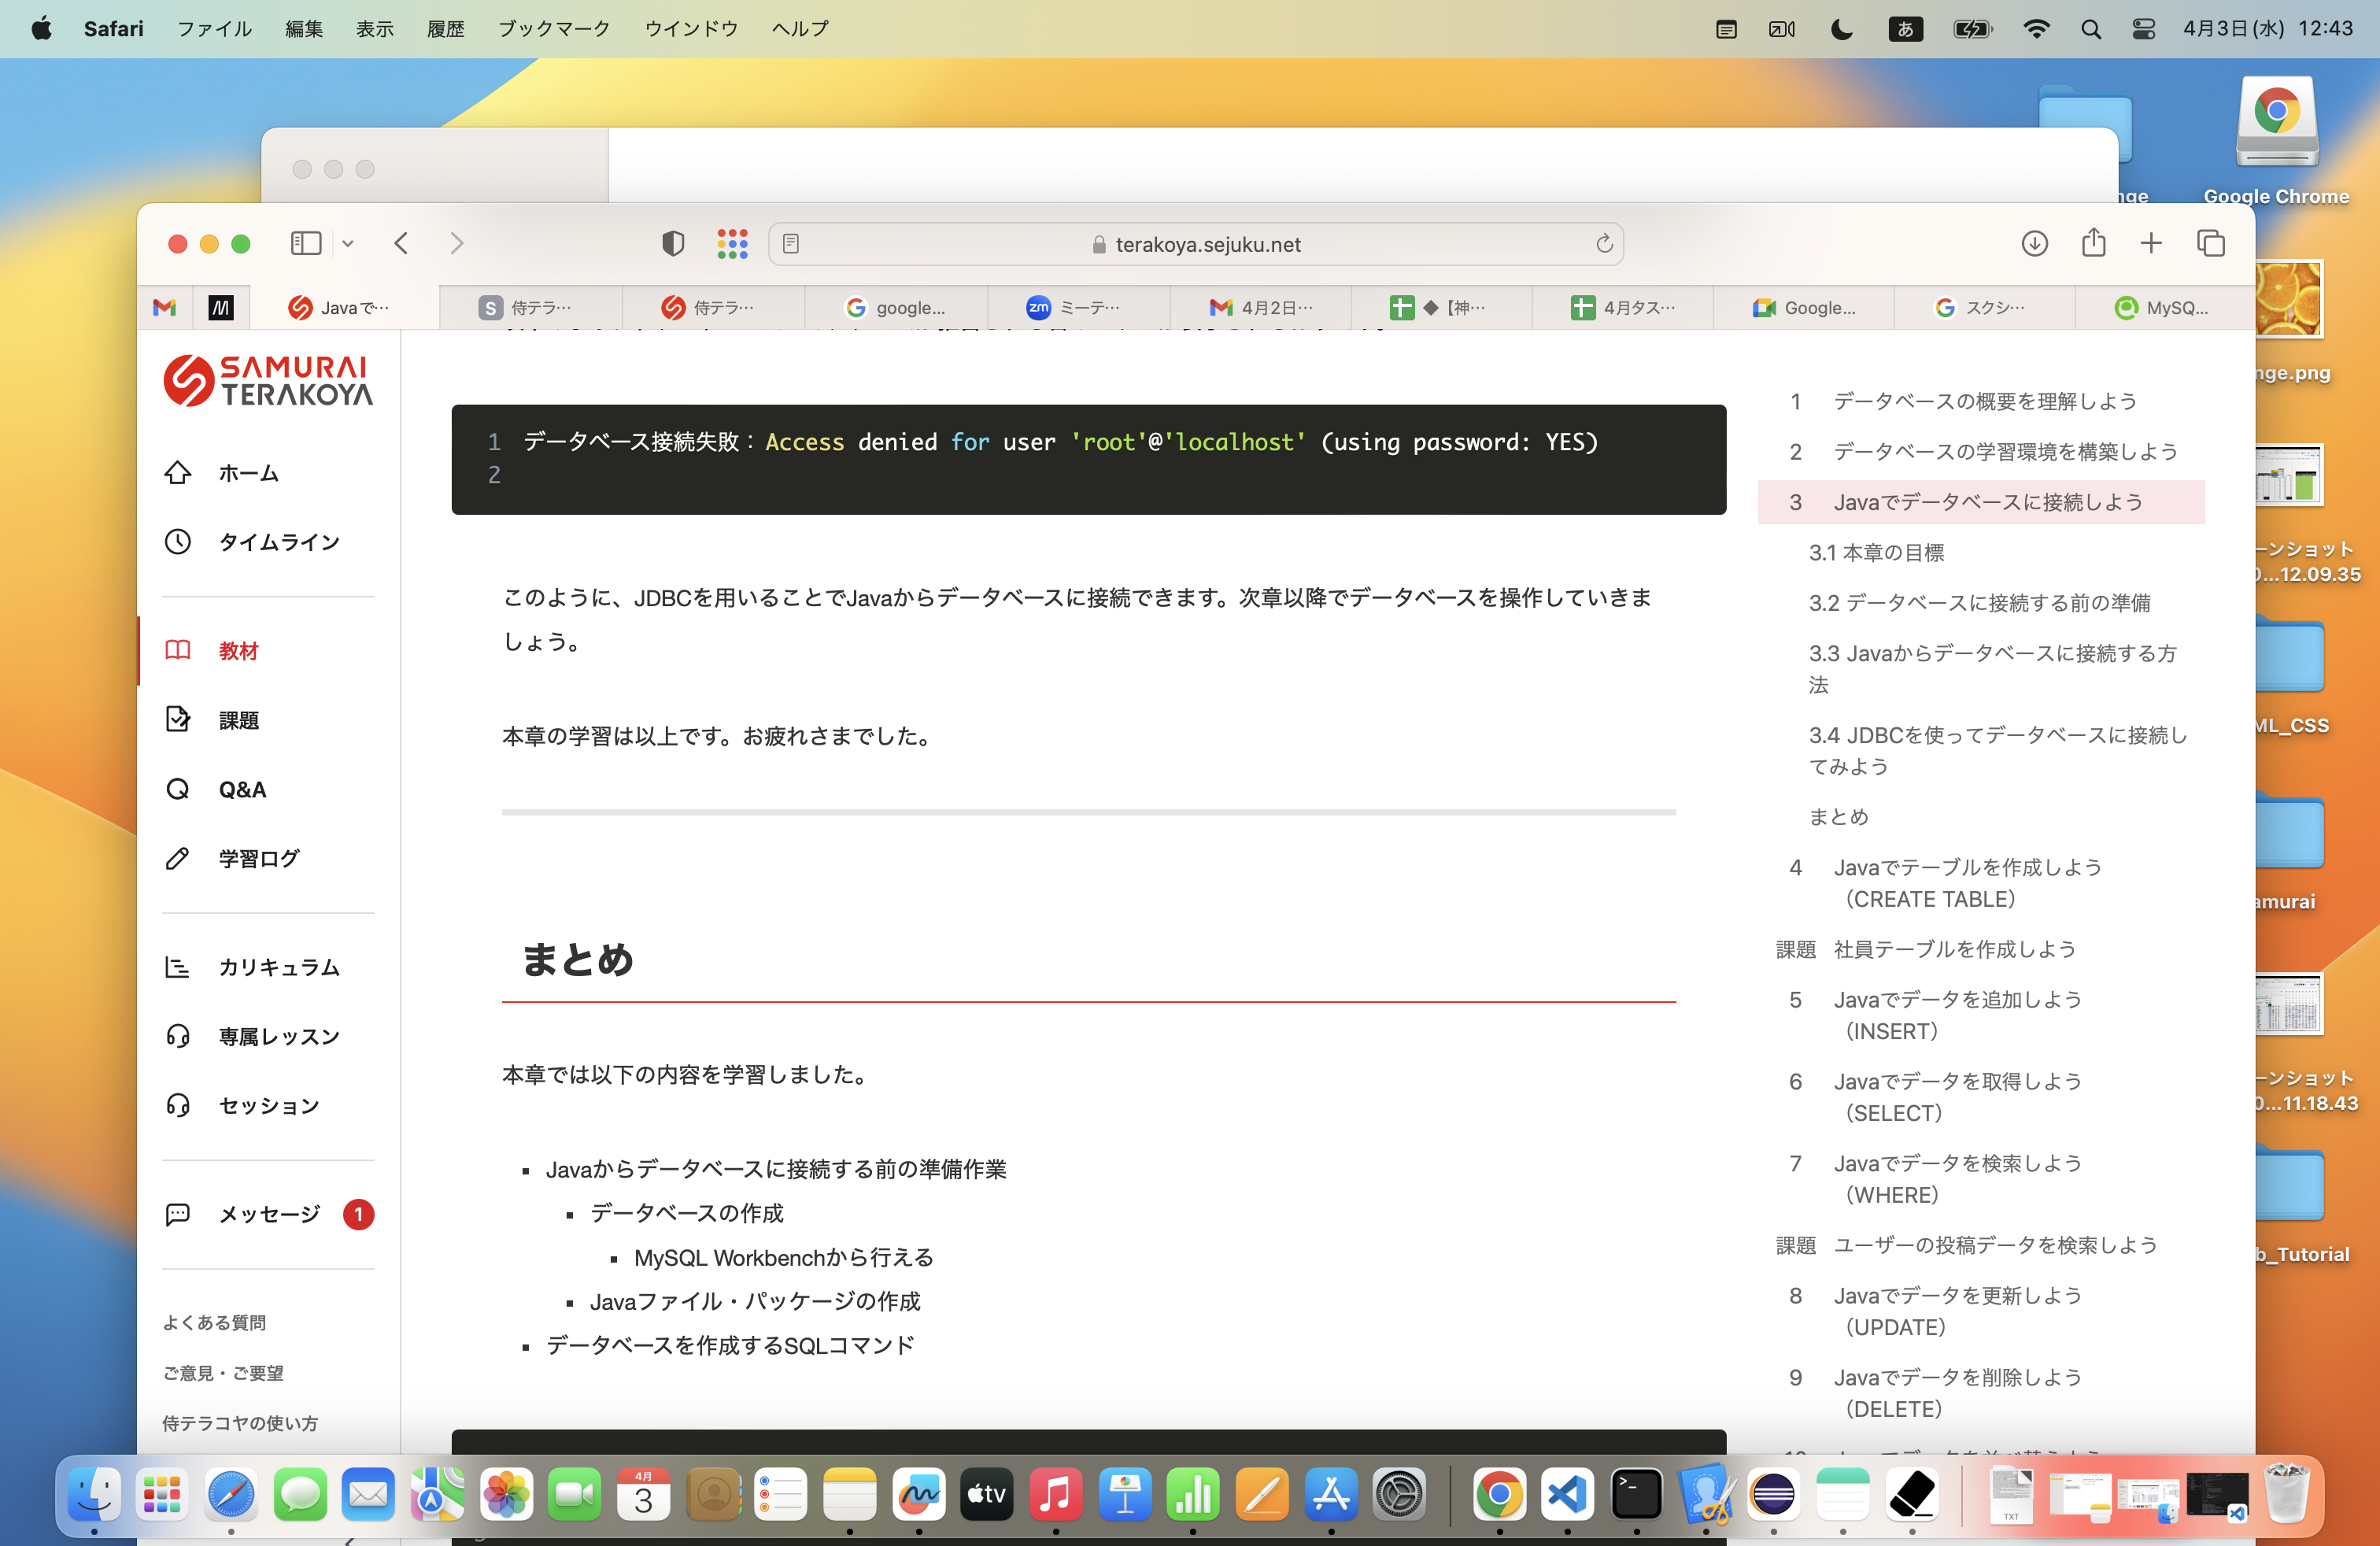 Safari ファイル 編集 表示 履歴 ブックマーク ウインドウ ヘルプ
あ 4月3日(水) 12:43
Google Chrome
terakoya.sejuku.net
Javaで…
S 侍テラ…
侍テラ…
google...
zm ミーテ…
4月2日…
◆【神…
4月タス…
Google...
スクシ…
MySQ...
SAMURAI
TERAKOYA
ホーム
タイムライン
教材
課題
Q&A
学習ログ
カリキュラム
専属レッスン
セッション
メッセージ 1
よくある質問
ご意見・ご要望
侍テラコヤの使い方
1 データベース接続失敗：Access denied for user 'root'@'localhost' (using password: YES)
2
このように、JDBCを用いることでJavaからデータベースに接続できます。次章以降でデータベースを操作していきま
しょう。
本章の学習は以上です。お疲れさまでした。
まとめ
本章では以下の内容を学習しました。
Javaからデータベースに接続する前の準備作業
データベースの作成
MySQL Workbenchから行える
Javaファイル・パッケージの作成
データベースを作成するSQLコマンド
1 データベースの概要を理解しよう
2 データベースの学習環境を構築しよう
3 Javaでデータベースに接続しよう
3.1 本章の目標
3.2 データベースに接続する前の準備
3.3 Javaからデータベースに接続する方
法
3.4 JDBCを使ってデータベースに接続し
てみよう
まとめ
4 Javaでテーブルを作成しよう
（CREATE TABLE）
課題 社員テーブルを作成しよう
5 Javaでデータを追加しよう
（INSERT）
6 Javaでデータを取得しよう
（SELECT）
7 Javaでデータを検索しよう
（WHERE）
課題 ユーザーの投稿データを検索しよう
8 Javaでデータを更新しよう
（UPDATE）
9 Javaでデータを削除しよう
（DELETE）
nge
nge.png
ーンショット
0...12.09.35
ML_CSS
amurai
ーンショット
0...11.18.43
b_Tutorial
4月
3
tv
TXT